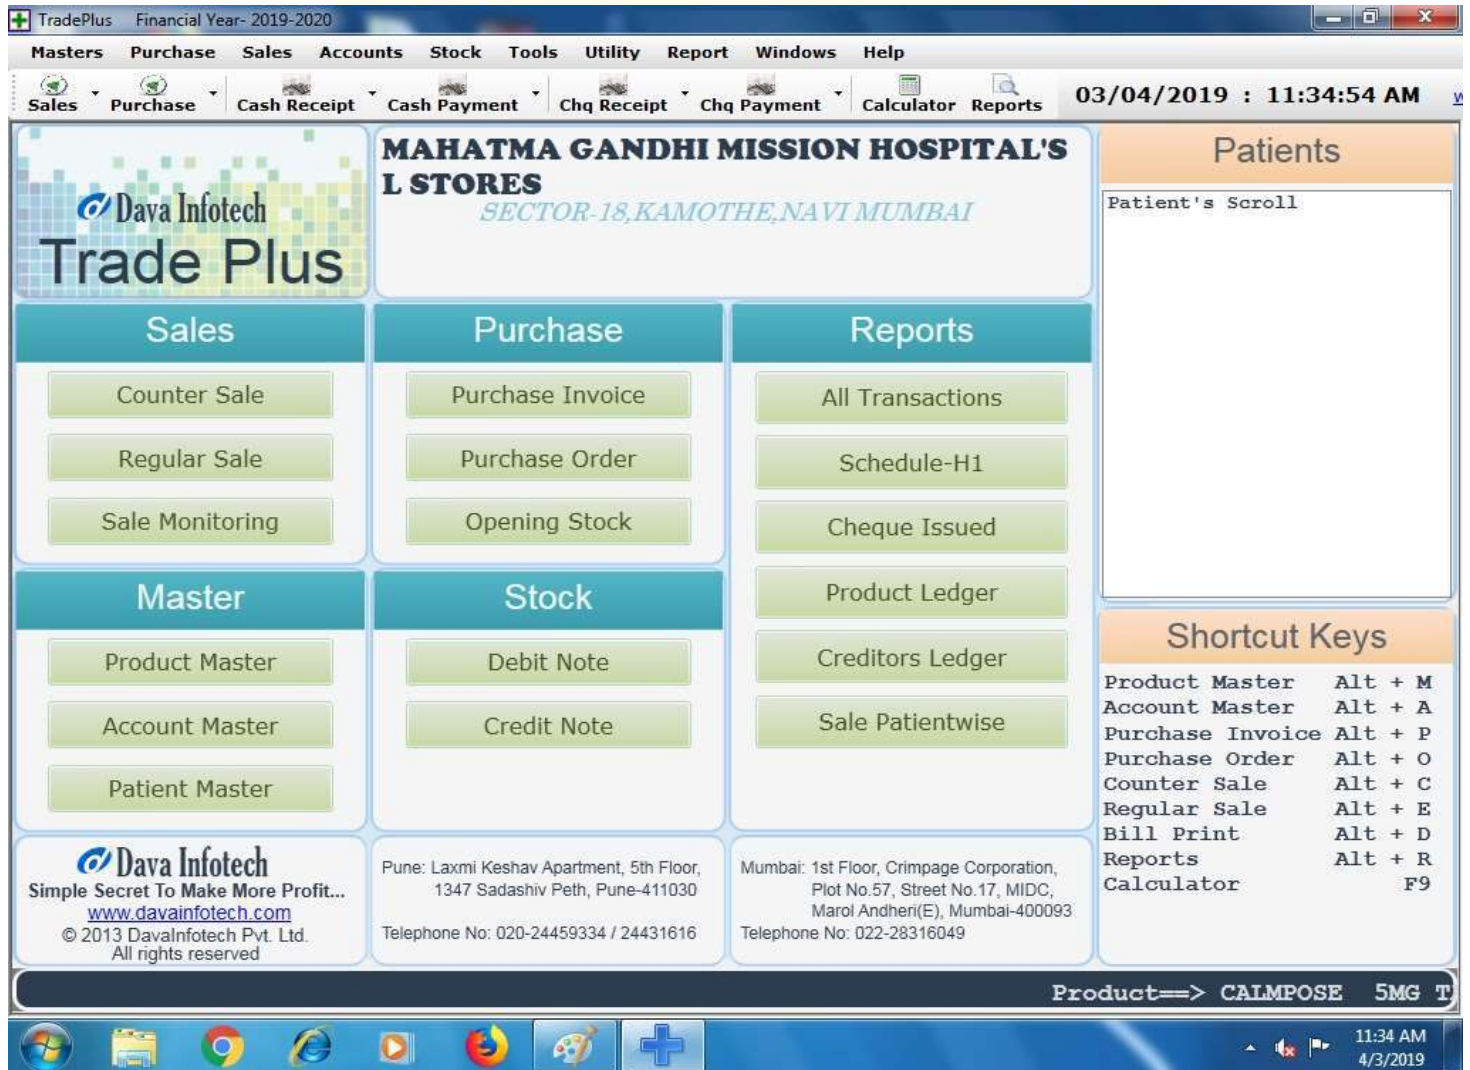 TradePlus Financial Year- 2019-2020
Masters Purchase Sales Accounts Stock Tools Utility Report Windows Help
Sales Purchase Cash Receipt Cash Payment Chq Receipt Chq Payment Calculator Reports 03/04/2019 : 11:34:54 AM w
Dava Infotech
Trade Plus
MAHATMA GANDHI MISSION HOSPITAL'S
L STORES
SECTOR-18,KAMOTHE,NAVI MUMBAI
Patients
Patient's Scroll
Sales
Counter Sale
Regular Sale
Sale Monitoring
Purchase
Purchase Invoice
Purchase Order
Opening Stock
Reports
All Transactions
Schedule-H1
Cheque Issued
Product Ledger
Creditors Ledger
Sale Patientwise
Master
Product Master
Account Master
Patient Master
Stock
Debit Note
Credit Note
Shortcut Keys
Product Master Alt + M
Account Master Alt + A
Purchase Invoice Alt + P
Purchase Order Alt + O
Counter Sale Alt + C
Regular Sale Alt + E
Bill Print Alt + D
Reports Alt + R
Calculator F9
Dava Infotech
Simple Secret To Make More Profit...
www.davainfotech.com
© 2013 DavaInfotech Pvt. Ltd.
All rights reserved
Pune: Laxmi Keshav Apartment, 5th Floor,
1347 Sadashiv Peth, Pune-411030
Telephone No: 020-24459334 / 24431616
Mumbai: 1st Floor, Crimpage Corporation,
Plot No.57, Street No.17, MIDC,
Marol Andheri(E), Mumbai-400093
Telephone No: 022-28316049
Product==> CALMPOSE 5MG T
11:34 AM
4/3/2019